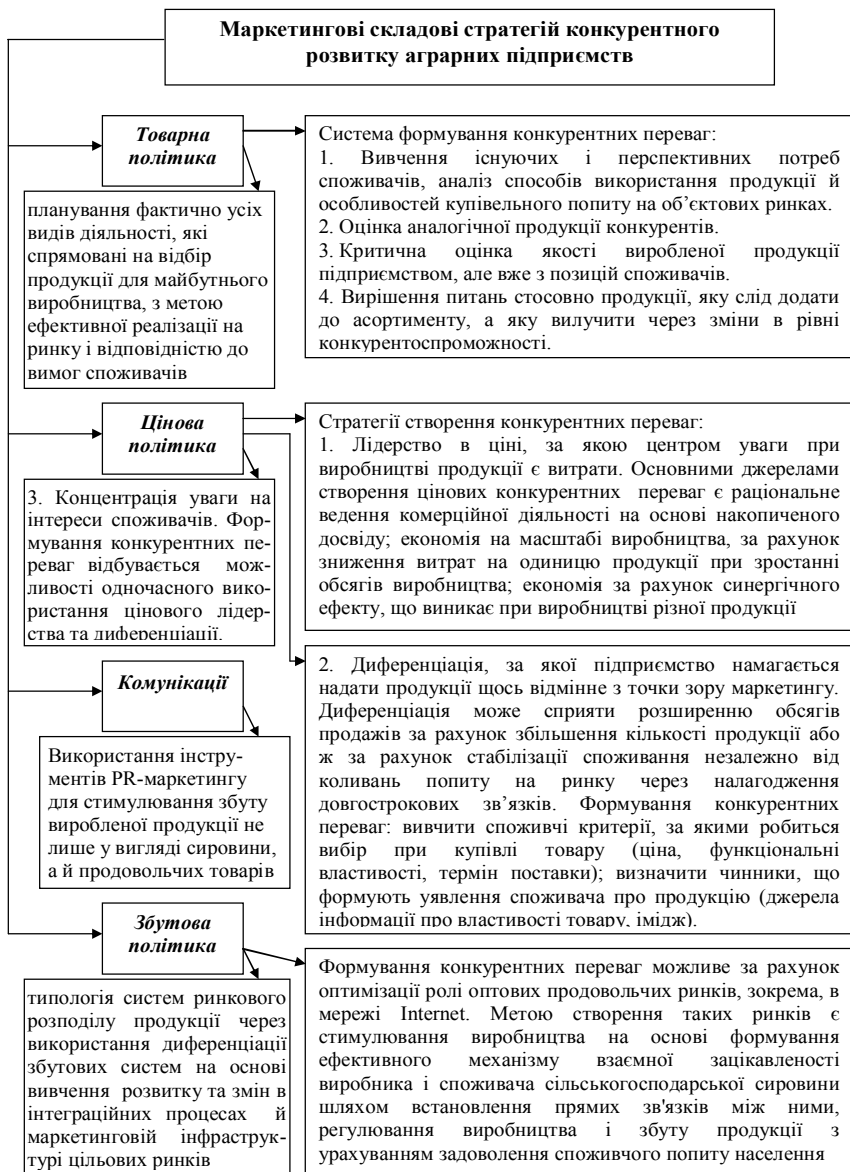 Маркетингові складові стратегій конкурентного
розвитку аграрних підприємств
Товарна
політика
планування фактично усіх
видів діяльності, які
спрямовані на відбір
продукції для майбутнього
виробництва, з метою
ефективної реалізації на
ринку і відповідністю до
вимог споживачів
Система формування конкурентних переваг:
1. Вивчення існуючих і перспективних потреб
споживачів, аналіз способів використання продукції й
особливостей купівельного попиту на об’єктових ринках.
2. Оцінка аналогічної продукції конкурентів.
3. Критична оцінка якості виробленої продукції
підприємством, але вже з позицій споживачів.
4. Вирішення питань стосовно продукції, яку слід додати
до асортименту, а яку вилучити через зміни в рівні
конкурентоспроможності.
Цінова
політика
3. Концентрація уваги на
інтереси споживачів. Фор-
мування конкурентних пе-
реваг відбувається мож-
ливості одночасного вико-
ристання цінового лідер-
ства та диференціації.
Стратегії створення конкурентних переваг:
1. Лідерство в ціні, за якою центром уваги при
виробництві продукції є витрати. Основними джерелами
створення цінових конкурентних переваг є раціональне
ведення комерційної діяльності на основі накопиченого
досвіду; економія на масштабі виробництва, за рахунок
зниження витрат на одиницю продукції при зростанні
обсягів виробництва; економія за рахунок синергічного
ефекту, що виникає при виробництві різної продукції
2. Диференціація, за якої підприємство намагається
надати продукції щось відмінне з точки зору маркетингу.
Диференціація може сприяти розширенню обсягів
продажів за рахунок збільшення кількості продукції або
ж за рахунок стабілізації споживання незалежно від
коливань попиту на ринку через налагодження
довгострокових зв’язків. Формування конкурентних
переваг: вивчити споживчі критерії, за якими робиться
вибір при купівлі товару (ціна, функціональні
властивості, термін поставки); визначити чинники, що
формують уявлення споживача про продукцію (джерела
інформації про властивості товару, імідж).
Комунікації
Використання інстру-
ментів PR-маркетингу
для стимулювання збуту
виробленої продукції не
лише у вигляді сировини,
а й продовольчих товарів
Збутова
політика
типологія систем ринкового
розподілу продукції через
використання диференціації
збутових систем на основі
вивчення розвитку та змін в
інтеграційних процесах й
маркетинговій інфраструк-
турі цільових ринків
Формування конкурентних переваг можливе за рахунок
оптимізації ролі оптових продовольчих ринків, зокрема, в
мережі Internet. Метою створення таких ринків є
стимулювання виробництва на основі формування
ефективного механізму взаємної зацікавленості
виробника і споживача сільськогосподарської сировини
шляхом встановлення прямих зв'язків між ними,
регулювання виробництва і збуту продукції з
урахуванням задоволення споживчого попиту населення